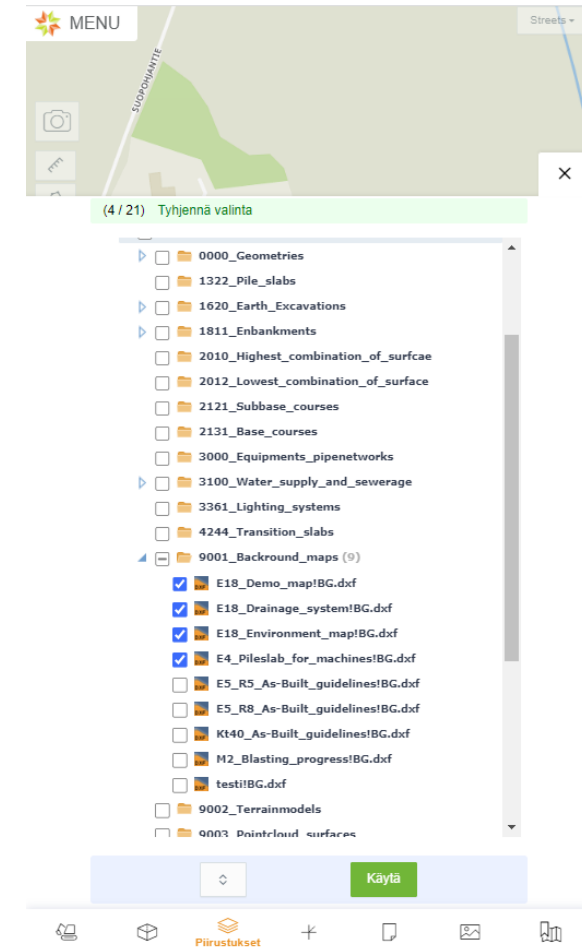 MENU
Streets
SUOPOHJANTIE
(4 / 21) Tyhjennä valinta
0000_Geometries
1322_Pile_slabs
1620_Earth_Excavations
1811_Enbankments
2010_Highest_combination_of_surfcae
2012_Lowest_combination_of_surface
2121_Subbase_courses
2131_Base_courses
3000_Equipments_pipenetworks
3100_Water_supply_and_sewerage
3361_Lighting_systems
4244_Transition_slabs
9001_Backround_maps (9)
E18_Demo_map!BG.dxf
E18_Drainage_system!BG.dxf
E18_Environment_map!BG.dxf
E4_Pileslab_for_machines!BG.dxf
E5_R5_As-Built_guidelines!BG.dxf
E5_R8_As-Built_guidelines!BG.dxf
Kt40_As-Built_guidelines!BG.dxf
M2_Blasting_progress!BG.dxf
testi!BG.dxf
9002_Terrainmodels
9003_Pointcloud_surfaces
Käytä
Piirustukset